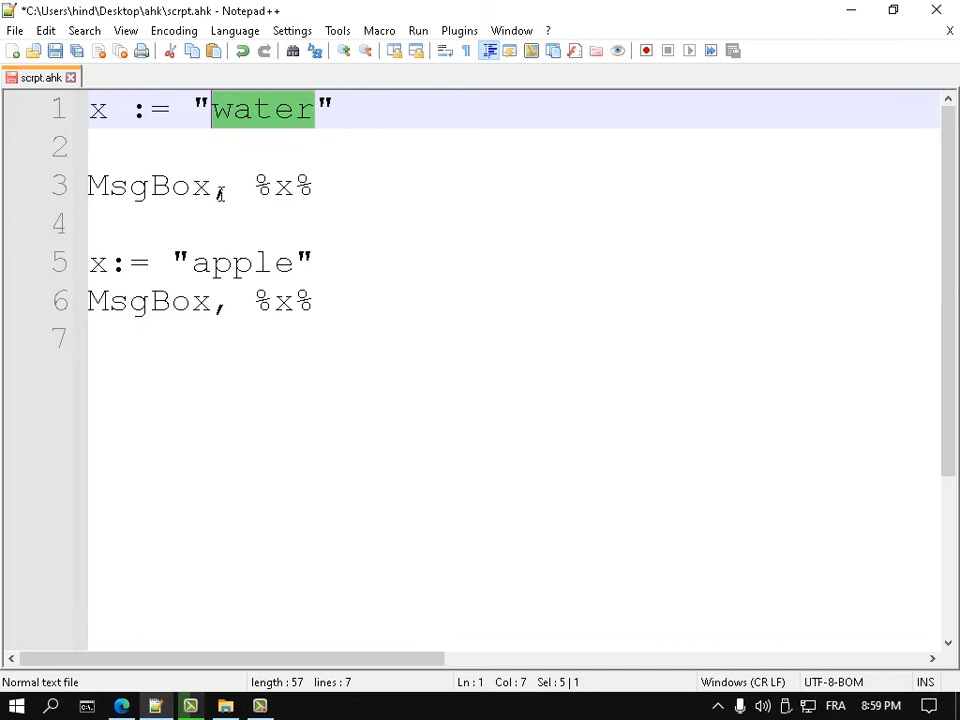 *C:\Users\hind\Desktop\ahk\scrpt.ahk - Notepad++
File Edit Search View Encoding Language Settings Tools Macro Run Plugins Window ? X
scrpt.ahk
1 x := "water"
2
3 MsgBox, %x%
4
5 x:= "apple"
6 MsgBox, %x%
7
Normal text file length : 57 lines : 7 Ln : 1 Col : 7 Sel : 5 | 1 Windows (CR LF) UTF-8-BOM INS
FRA 8:59 PM